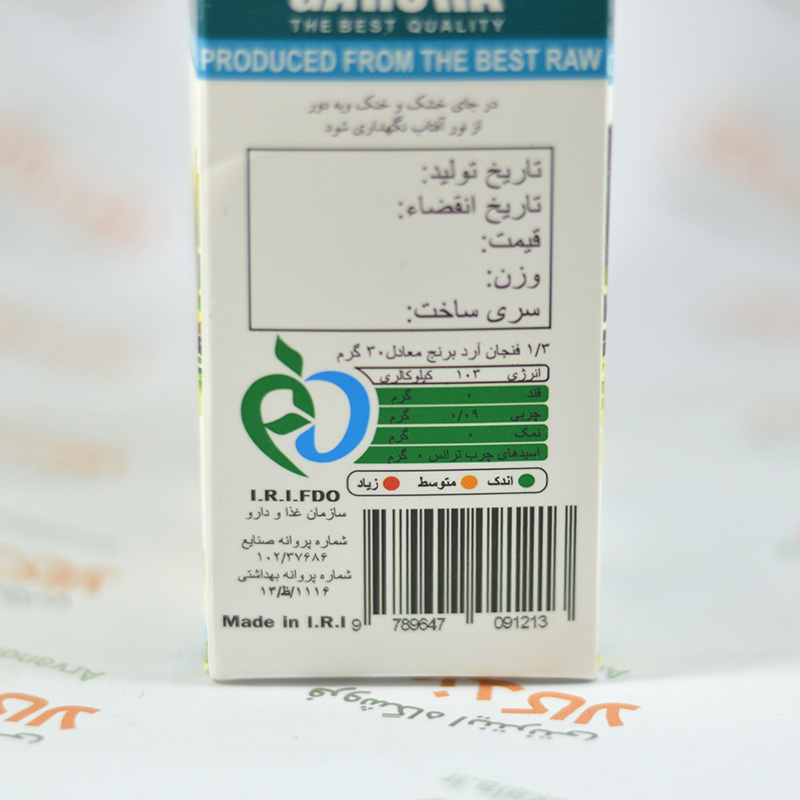 THE BEST QUALITY
PRODUCED FROM THE BEST RAW
در جای خشک و خنک وبه دور
از نور آفتاب نگهداری شود
تاریخ تولید:
تاریخ انقضاء:
قیمت:
وزن:
سری ساخت:
۱/۳ فنجان آرد برنج معادل ۳۰ گرم
انرژی ۱۰۳ کیلوکالری
قند ۰ گرم
چربی ۰/۰۹ گرم
نمک ۰ گرم
اسیدهای چرب ترانس ۰ گرم
اندک متوسط زیاد
I.R.I.FDO
سازمان غذا و دارو
شماره پروانه صنایع
۱۰۲/۳۷۶۸۶
شماره پروانه بهداشتی
۱۳/ظ/۱۱۱۶
Made in I.R.I
9 789647 091213
فروشگاه اینترنتی